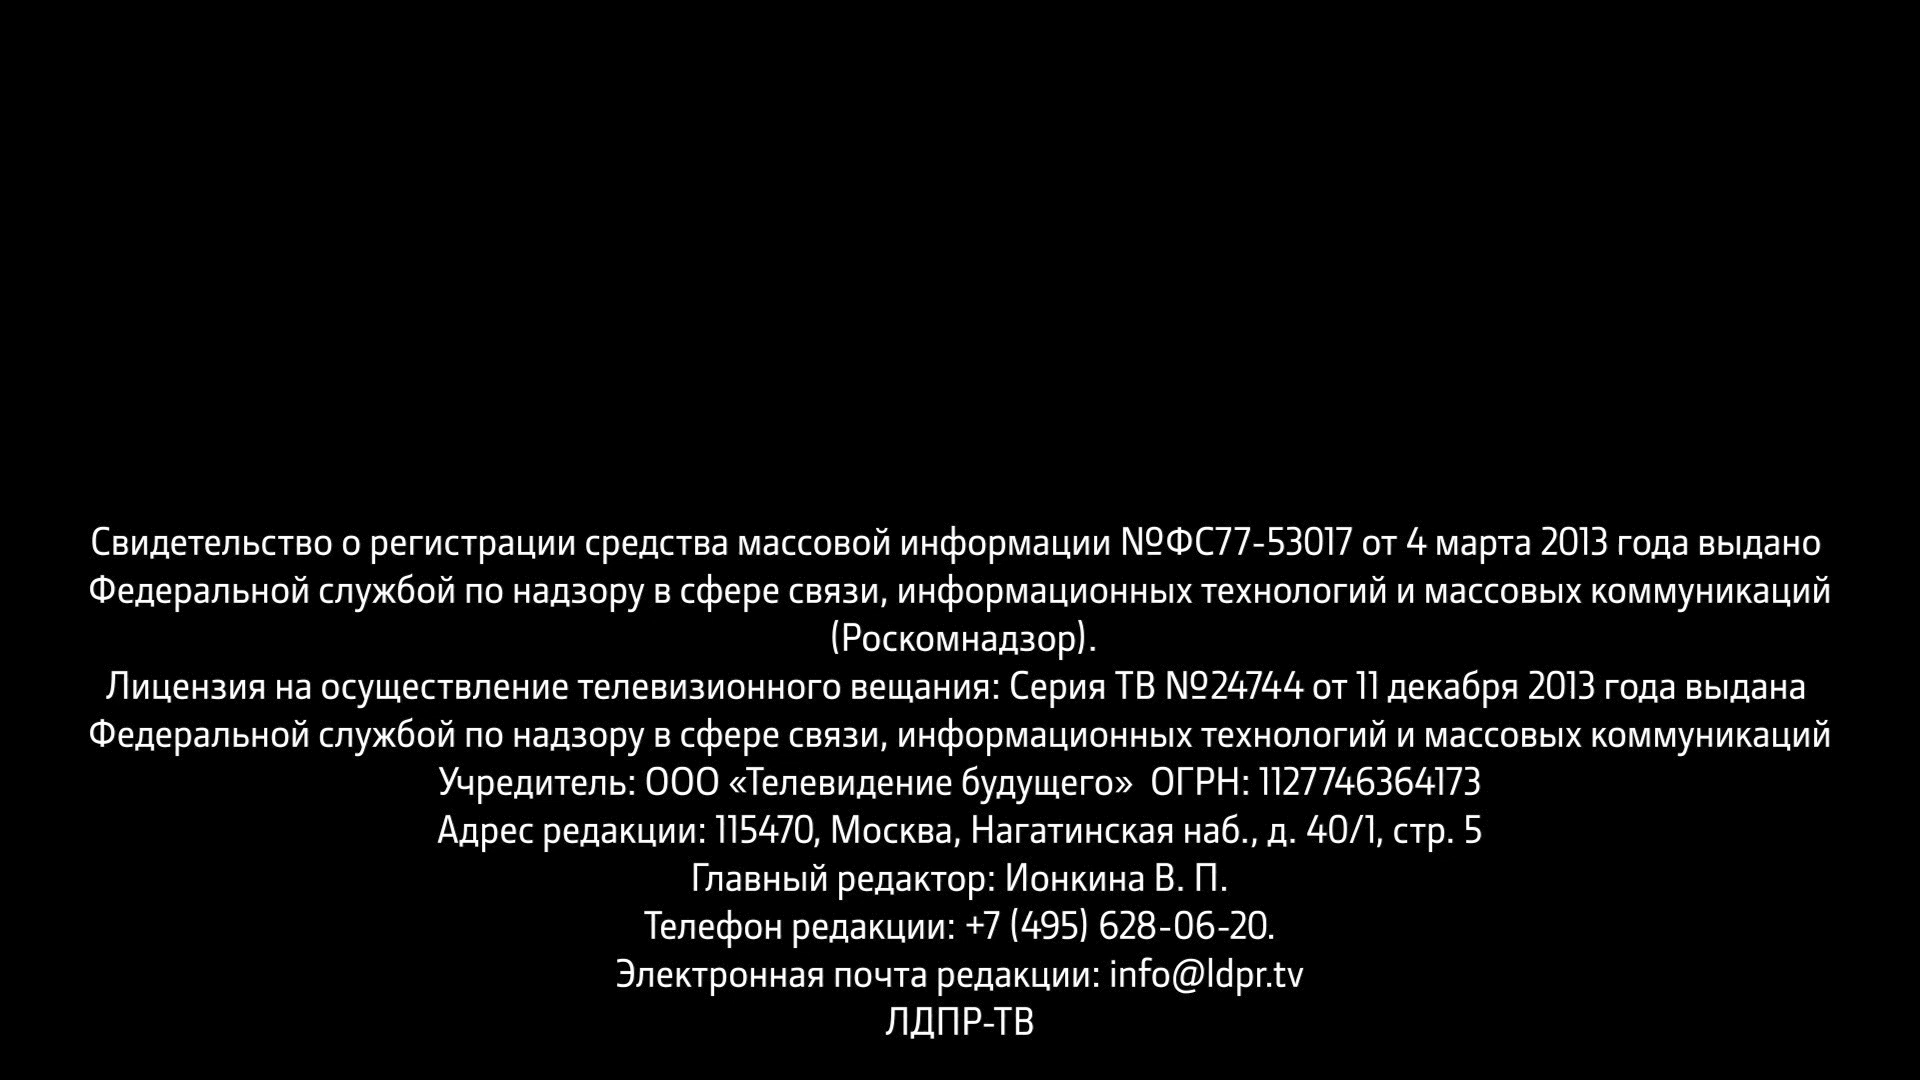 Свидетельство о регистрации средства массовой информации №ФС77-53017 от 4 марта 2013 года выдано
Федеральной службой по надзору в сфере связи, информационных технологий и массовых коммуникаций
(Роскомнадзор).
Лицензия на осуществление телевизионного вещания: Серия ТВ №24744 от 11 декабря 2013 года выдана
Федеральной службой по надзору в сфере связи, информационных технологий и массовых коммуникаций
Учредитель: ООО «Телевидение будущего»  ОГРН: 1127746364173
Адрес редакции: 115470, Москва, Нагатинская наб., д. 40/1, стр. 5
Главный редактор: Ионкина В. П.
Телефон редакции: +7 (495) 628-06-20.
Электронная почта редакции: info@ldpr.tv
ЛДПР-ТВ